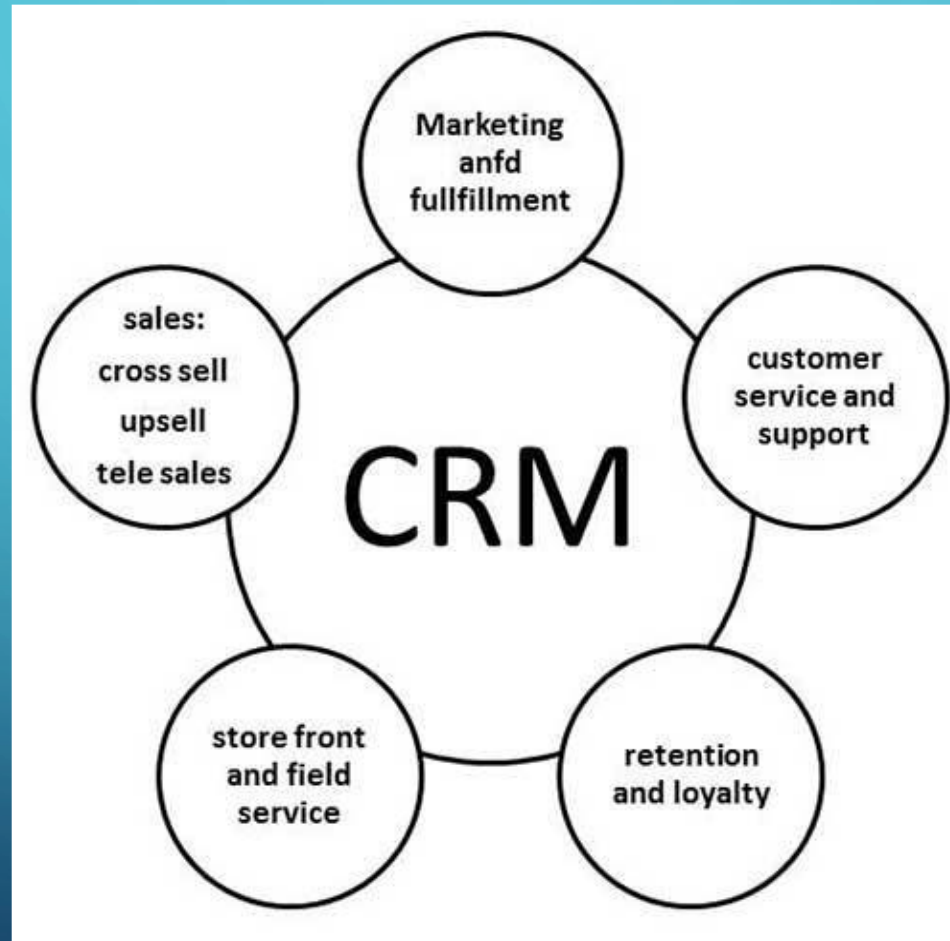 Marketing
anfd
fullfillment
sales:
cross sell
upsell
tele sales
customer
service and
support
CRM
store front
and field
service
retention
and loyalty